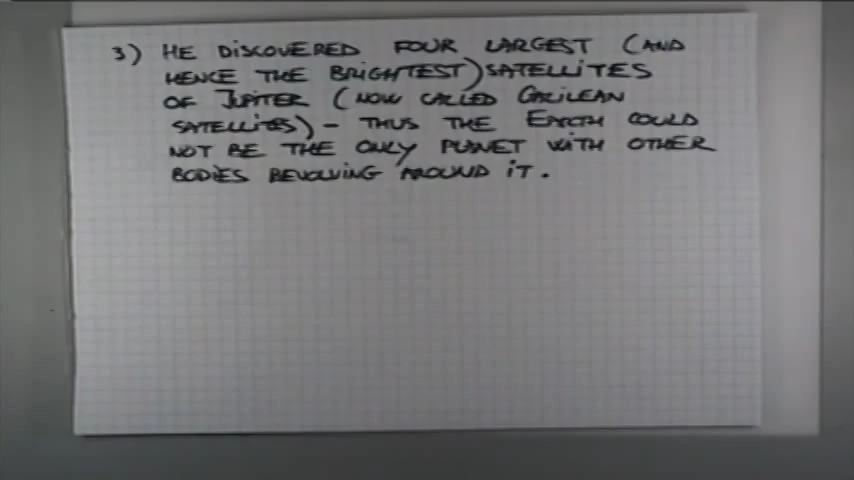 3) HE DISCOVERED FOUR LARGEST (AND
HENCE THE BRIGHTEST) SATELLITES
OF JUPITER (NOW CALLED GALILEAN
SATELLITES) - THUS THE EARTH COULD
NOT BE THE ONLY PLANET WITH OTHER
BODIES REVOLVING AROUND IT.